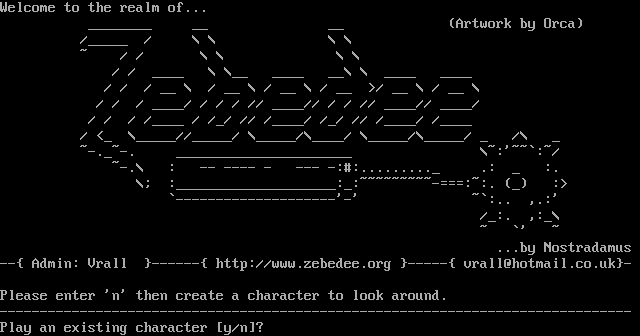 Welcome to the realm of...
(Artwork by Orca)
Zebedee
...by Nostradamus
--{ Admin: Vrall  }------{ http://www.zebedee.org }-----{ vrall@hotmail.co.uk}-
Please enter 'n' then create a character to look around.
Play an existing character [y/n]?